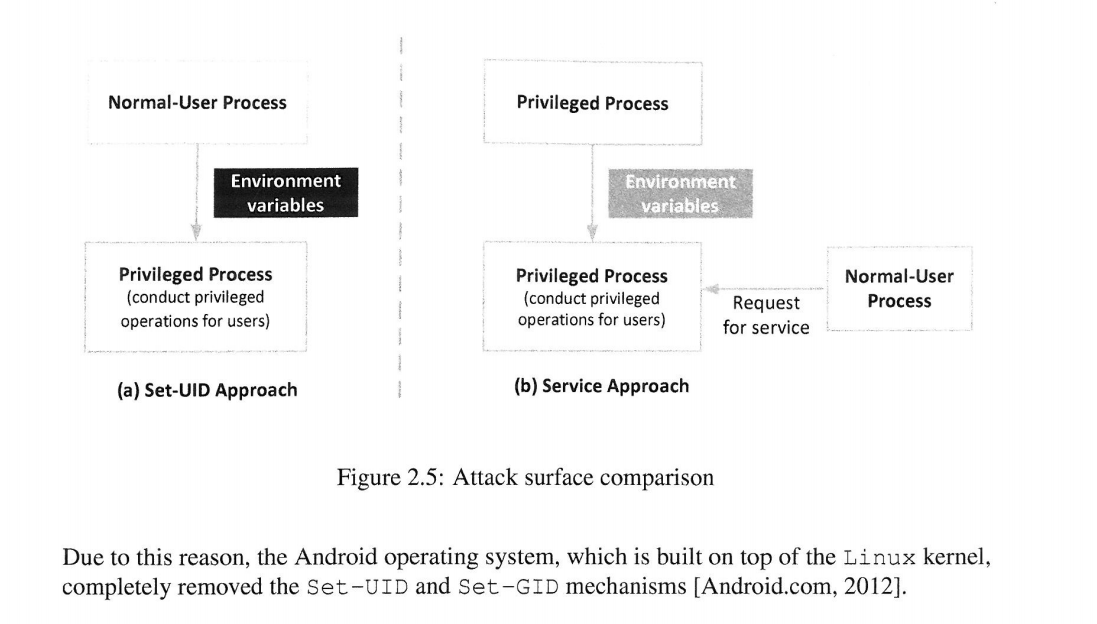 Normal-User Process
Environment
variables
Privileged Process
(conduct privileged
operations for users)
(a) Set-UID Approach
Privileged Process
Environment
variables
Privileged Process
(conduct privileged
operations for users)
Request
for service
Normal-User
Process
(b) Service Approach
Figure 2.5: Attack surface comparison
Due to this reason, the Android operating system, which is built on top of the Linux kernel,
completely removed the Set-UID and Set-GID mechanisms [Android.com, 2012].